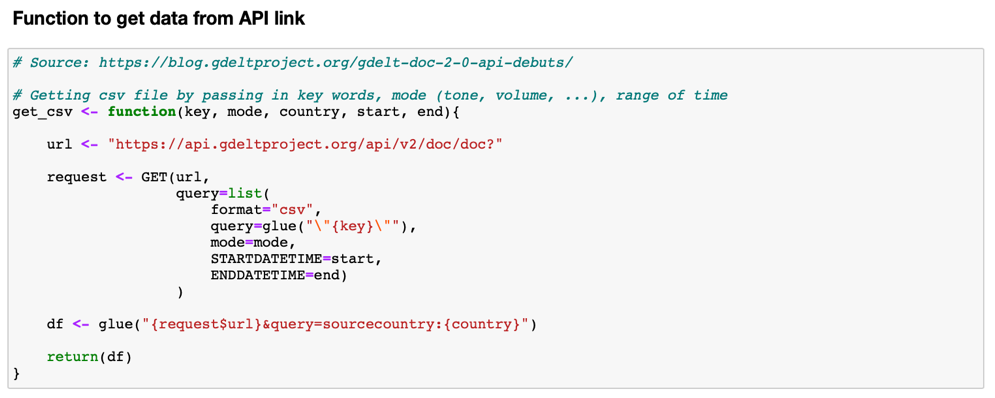 Function to get data from API link
# Source: https://blog.gdeltproject.org/gdelt-doc-2-0-api-debuts/
# Getting csv file by passing in key words, mode (tone, volume, ...), range of time
get_csv <- function(key, mode, country, start, end){
url <- "https://api.gdeltproject.org/api/v2/doc/doc?"
request <- GET(url,
query=list(
format="csv",
query=glue("\"{key}\""),
mode=mode,
STARTDATETIME=start,
ENDDATETIME=end)
)
df <- glue("{request$url}&query=sourcecountry:{country}")
return(df)
}